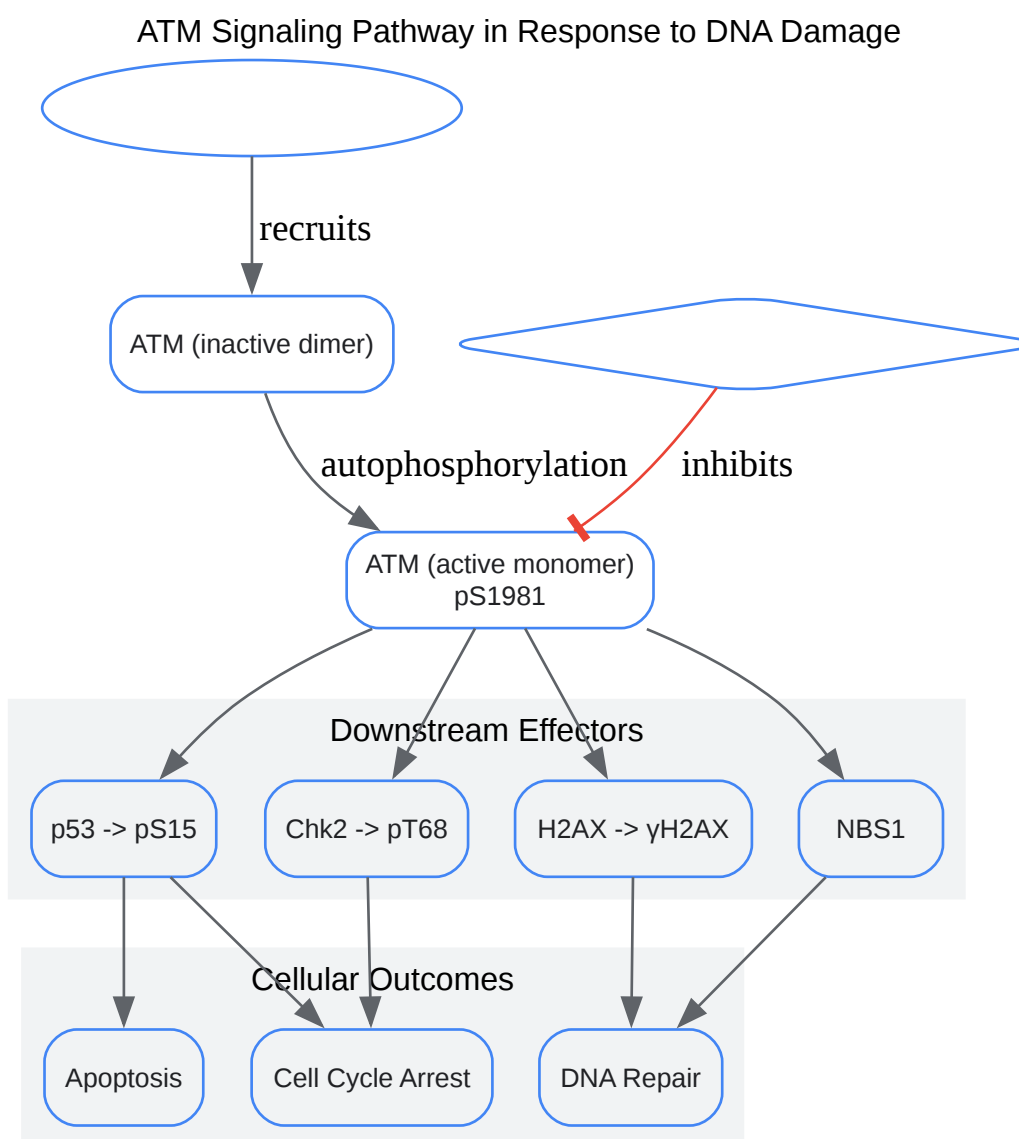 ATM Signaling Pathway in Response to DNA Damage
recruits
ATM (inactive dimer)
autophosphorylation
inhibits
ATM (active monomer)
pS1981
Downstream Effectors
p53 -> pS15
Chk2 -> pT68
H2AX -> γH2AX
NBS1
Cellular Outcomes
Apoptosis
Cell Cycle Arrest
DNA Repair